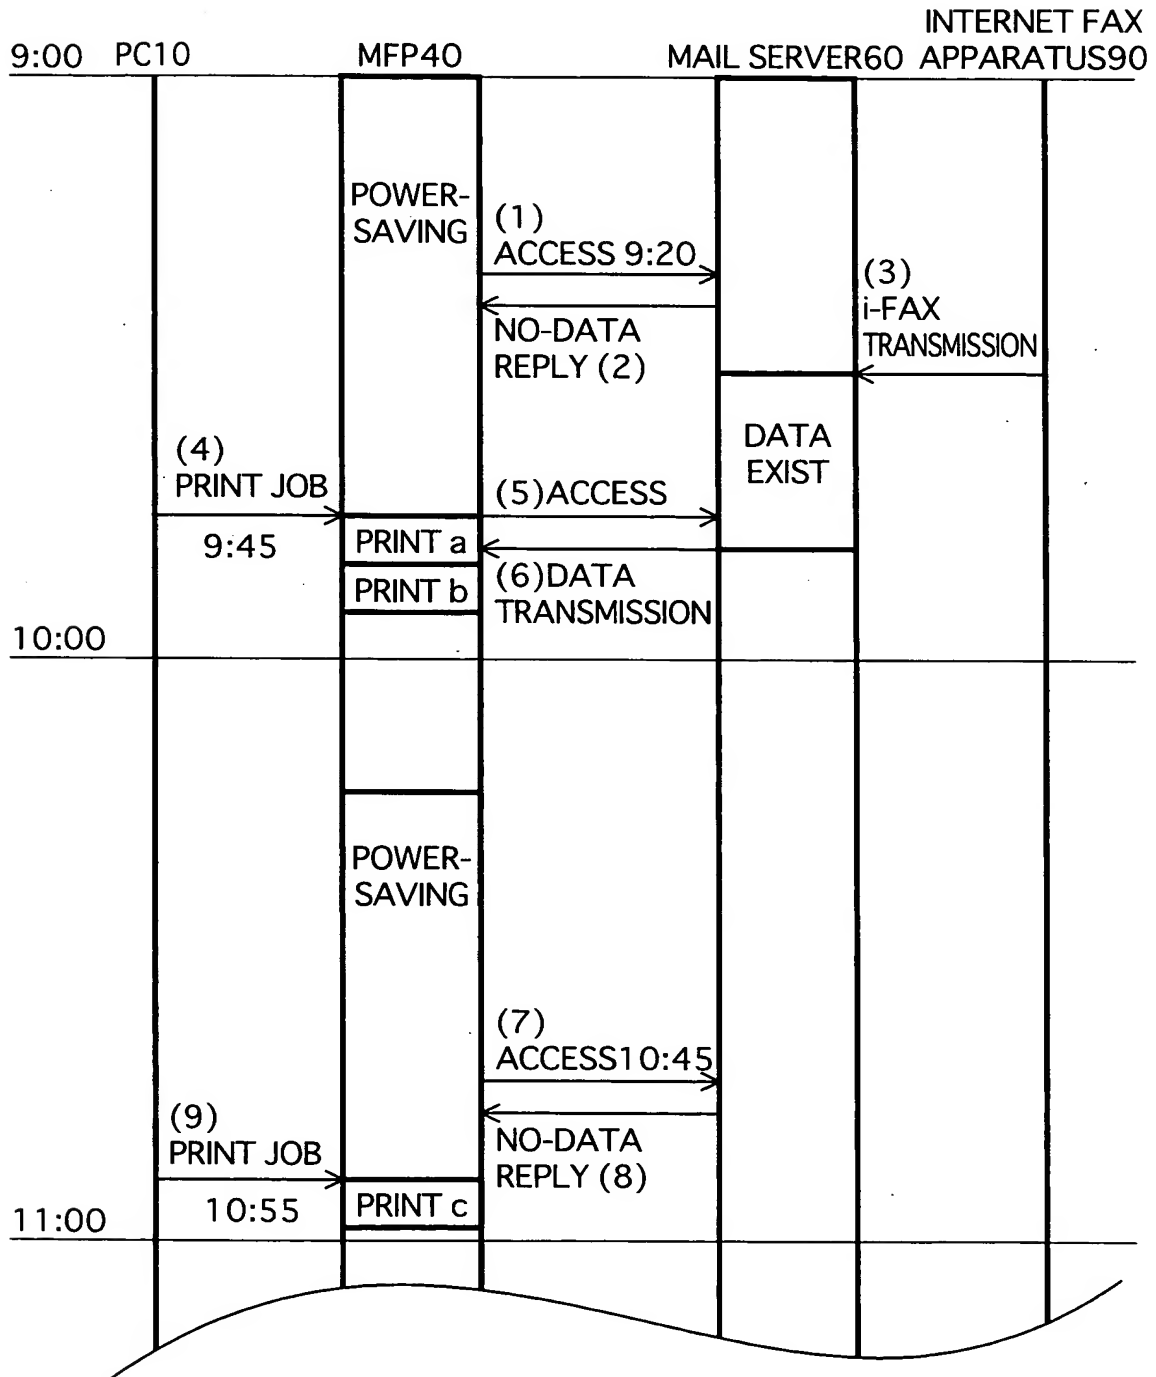 INTERNET FAX
9:00 PC10 MFP40 MAIL SERVER60 APPARATUS90
POWER-
SAVING
(1)
ACCESS 9:20
(3)
i-FAX
TRANSMISSION
NO-DATA
REPLY (2)
DATA
EXIST
(4)
PRINT JOB
9:45
(5)ACCESS
PRINT a
PRINT b
(6)DATA
TRANSMISSION
10:00
POWER-
SAVING
(7)
ACCESS10:45
NO-DATA
REPLY (8)
(9)
PRINT JOB
10:55
PRINT c
11:00